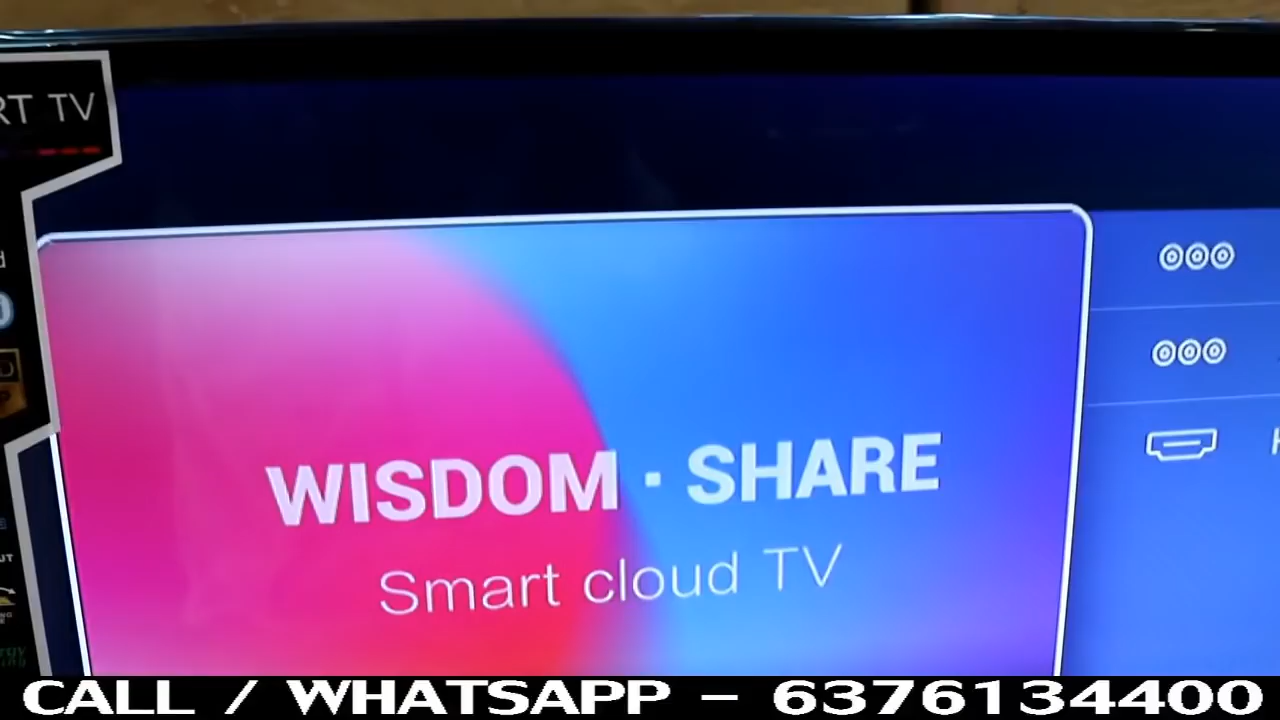 RT TV
WISDOM · SHARE
Smart cloud TV
CALL / WHATSAPP - 6376134400